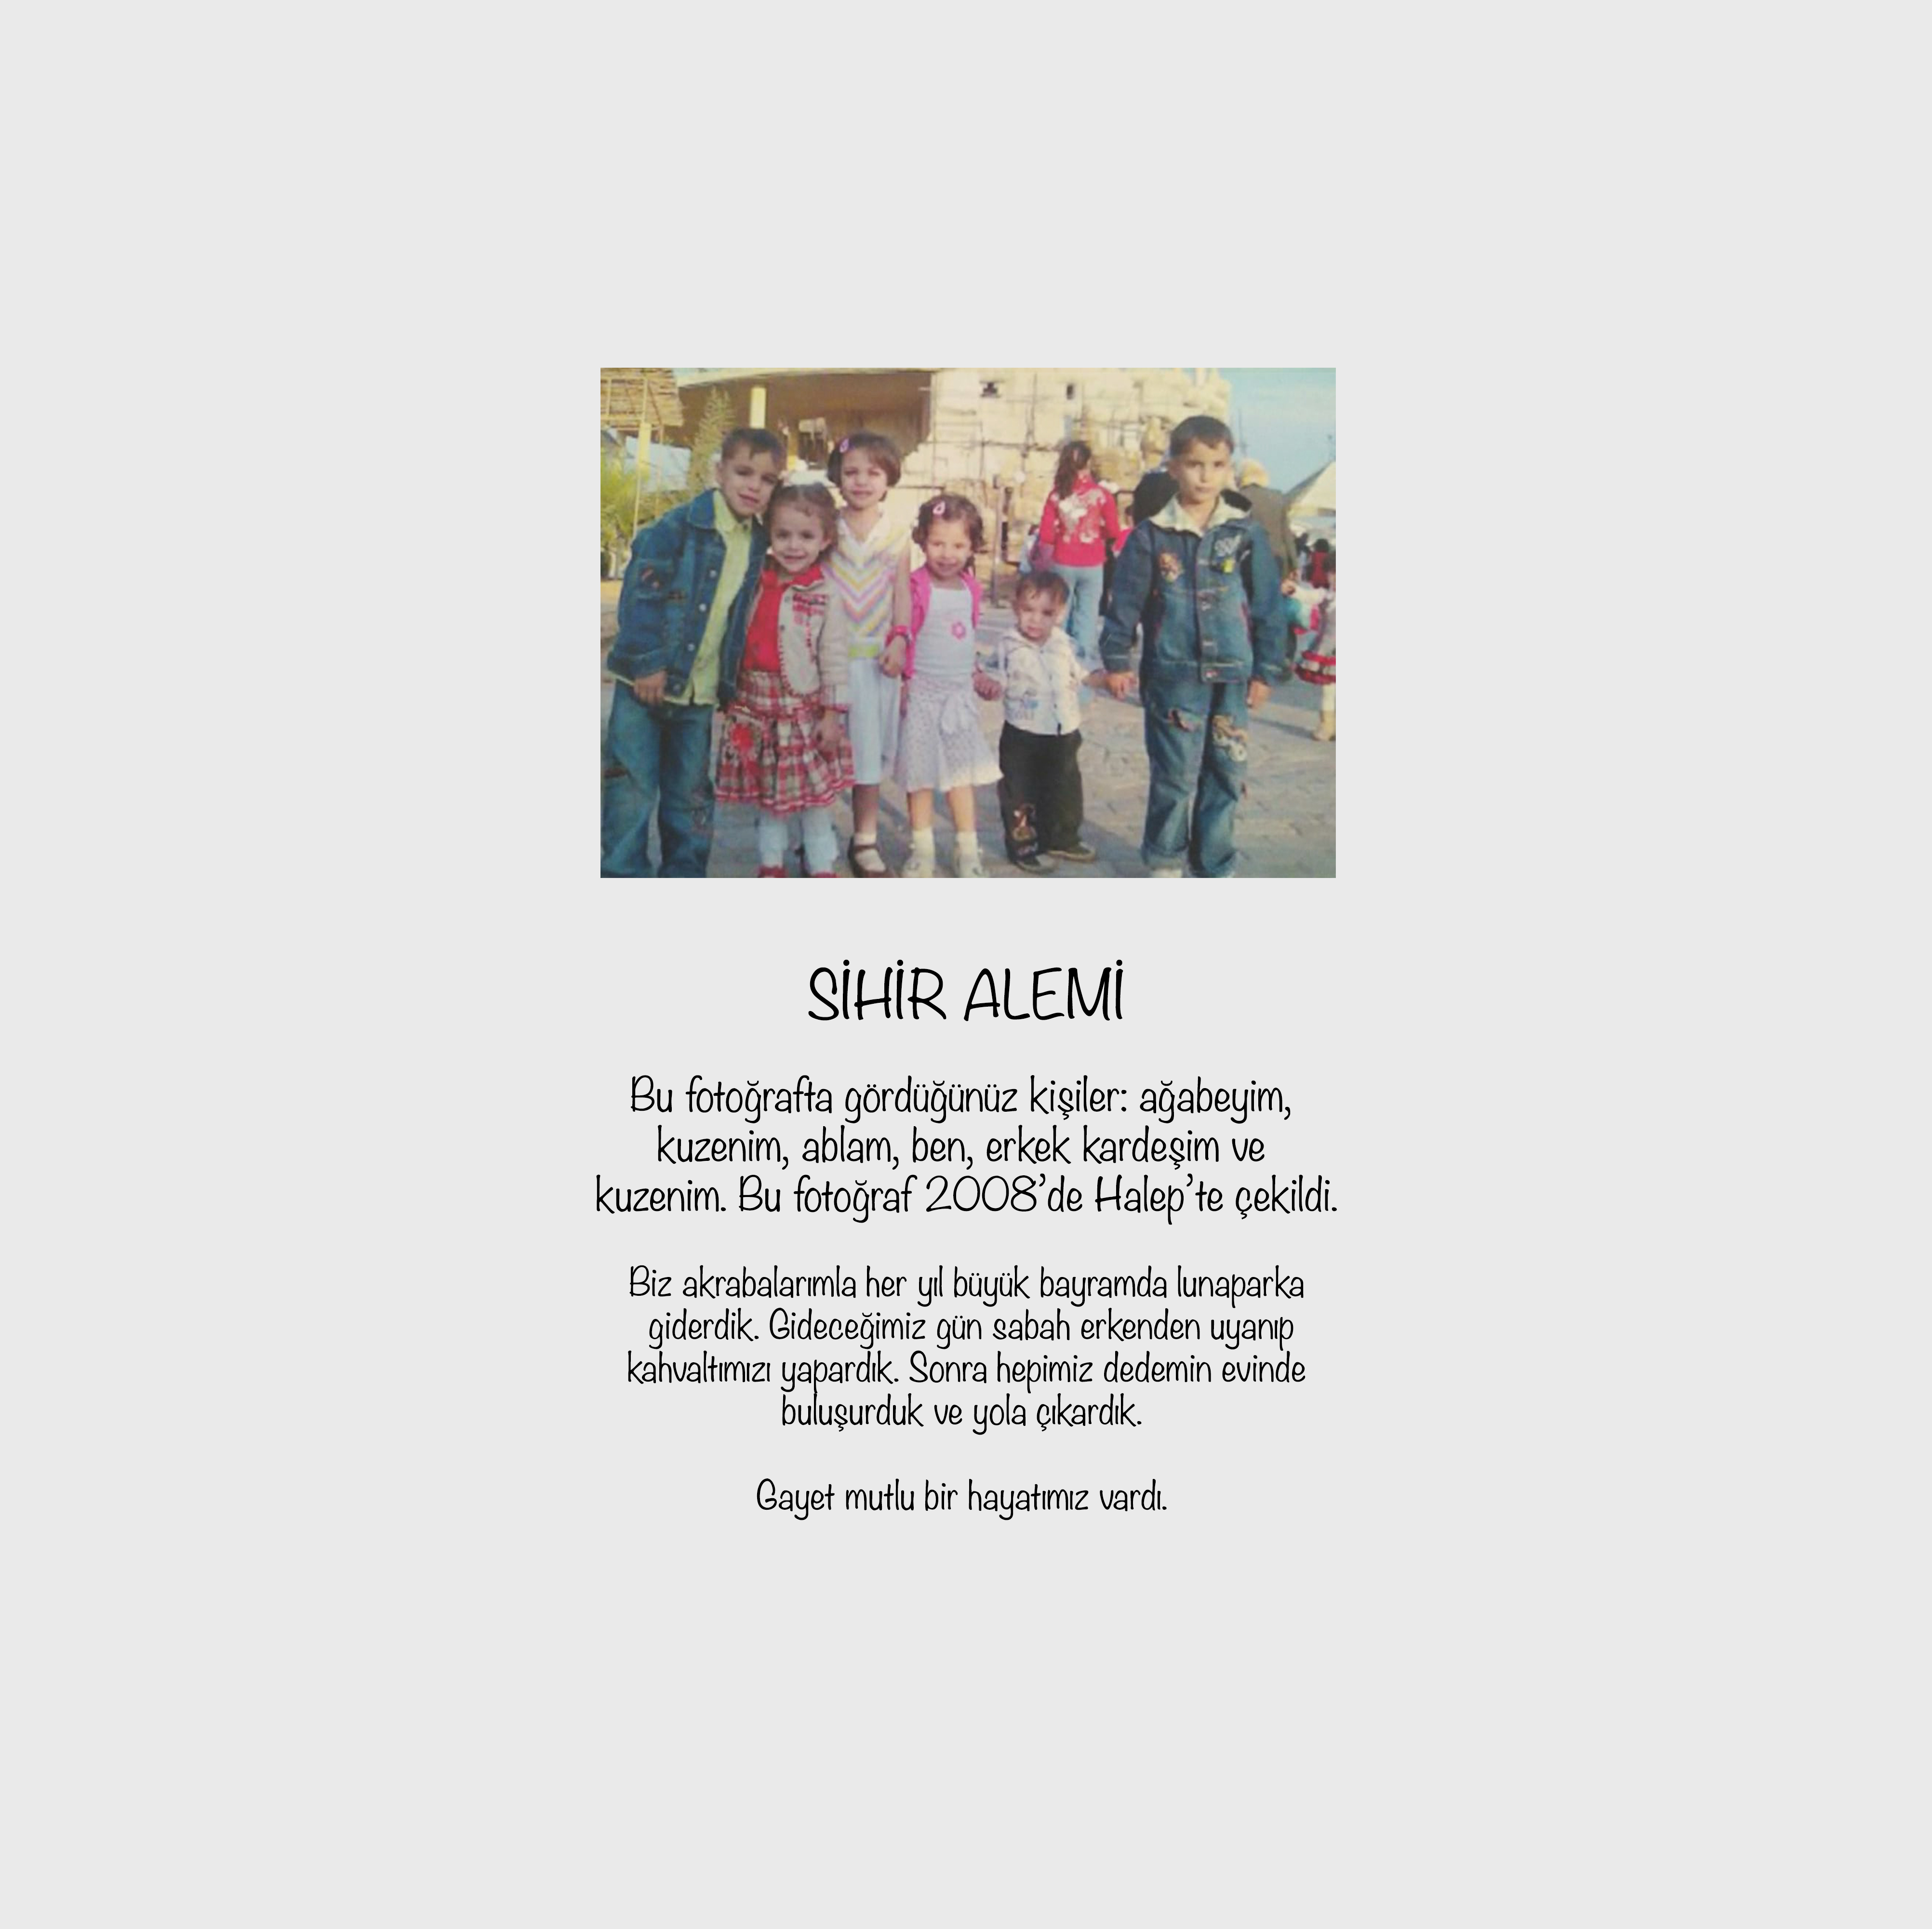 SİHİR ALEMİ
Bu fotoğrafta gördüğünüz kişiler: ağabeyim,
kuzenim, ablam, ben, erkek kardeşim ve
kuzenim. Bu fotoğraf 2008’de Halep’te çekildi.
Biz akrabalarımla her yıl büyük bayramda lunaparka
giderdik. Gideceğimiz gün sabah erkenden uyanıp
kahvaltımızı yapardık. Sonra hepimiz dedemin evinde
buluşurduk ve yola çıkardık.
Gayet mutlu bir hayatımız vardı.